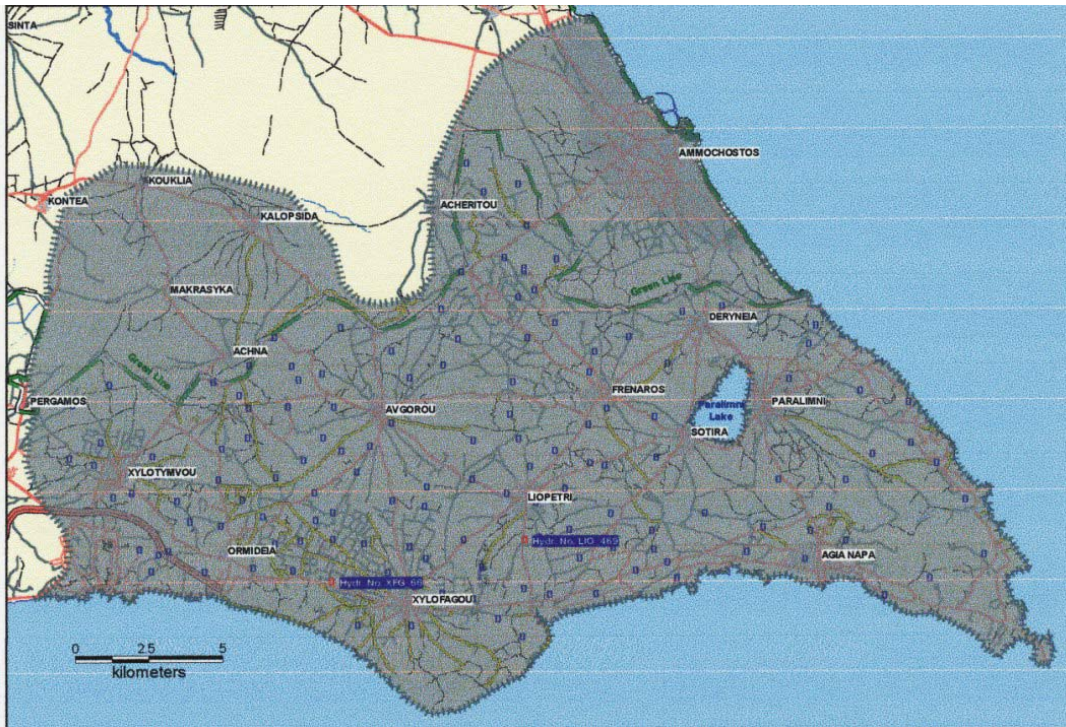 SINTA
AMMOCHOSTOS
KOUKLIA
KONTEA
ACHERITOU
KALOPSIDA
Green Line
MAKRASYKA
DERYNEIA
ACHNA
Green Line
FRENAROS
PERGAMOS
AVGOROU
Paralimni
Lake
PARALIMNI
SOTIRA
XYLOTYMVOU
LIOPETRI
Hydr. No. LIO 469
ORMIDEIA
AGIA NAPA
Hydr. No. XFG 66
XYLOFAGOU
0 2.5 5
kilometers